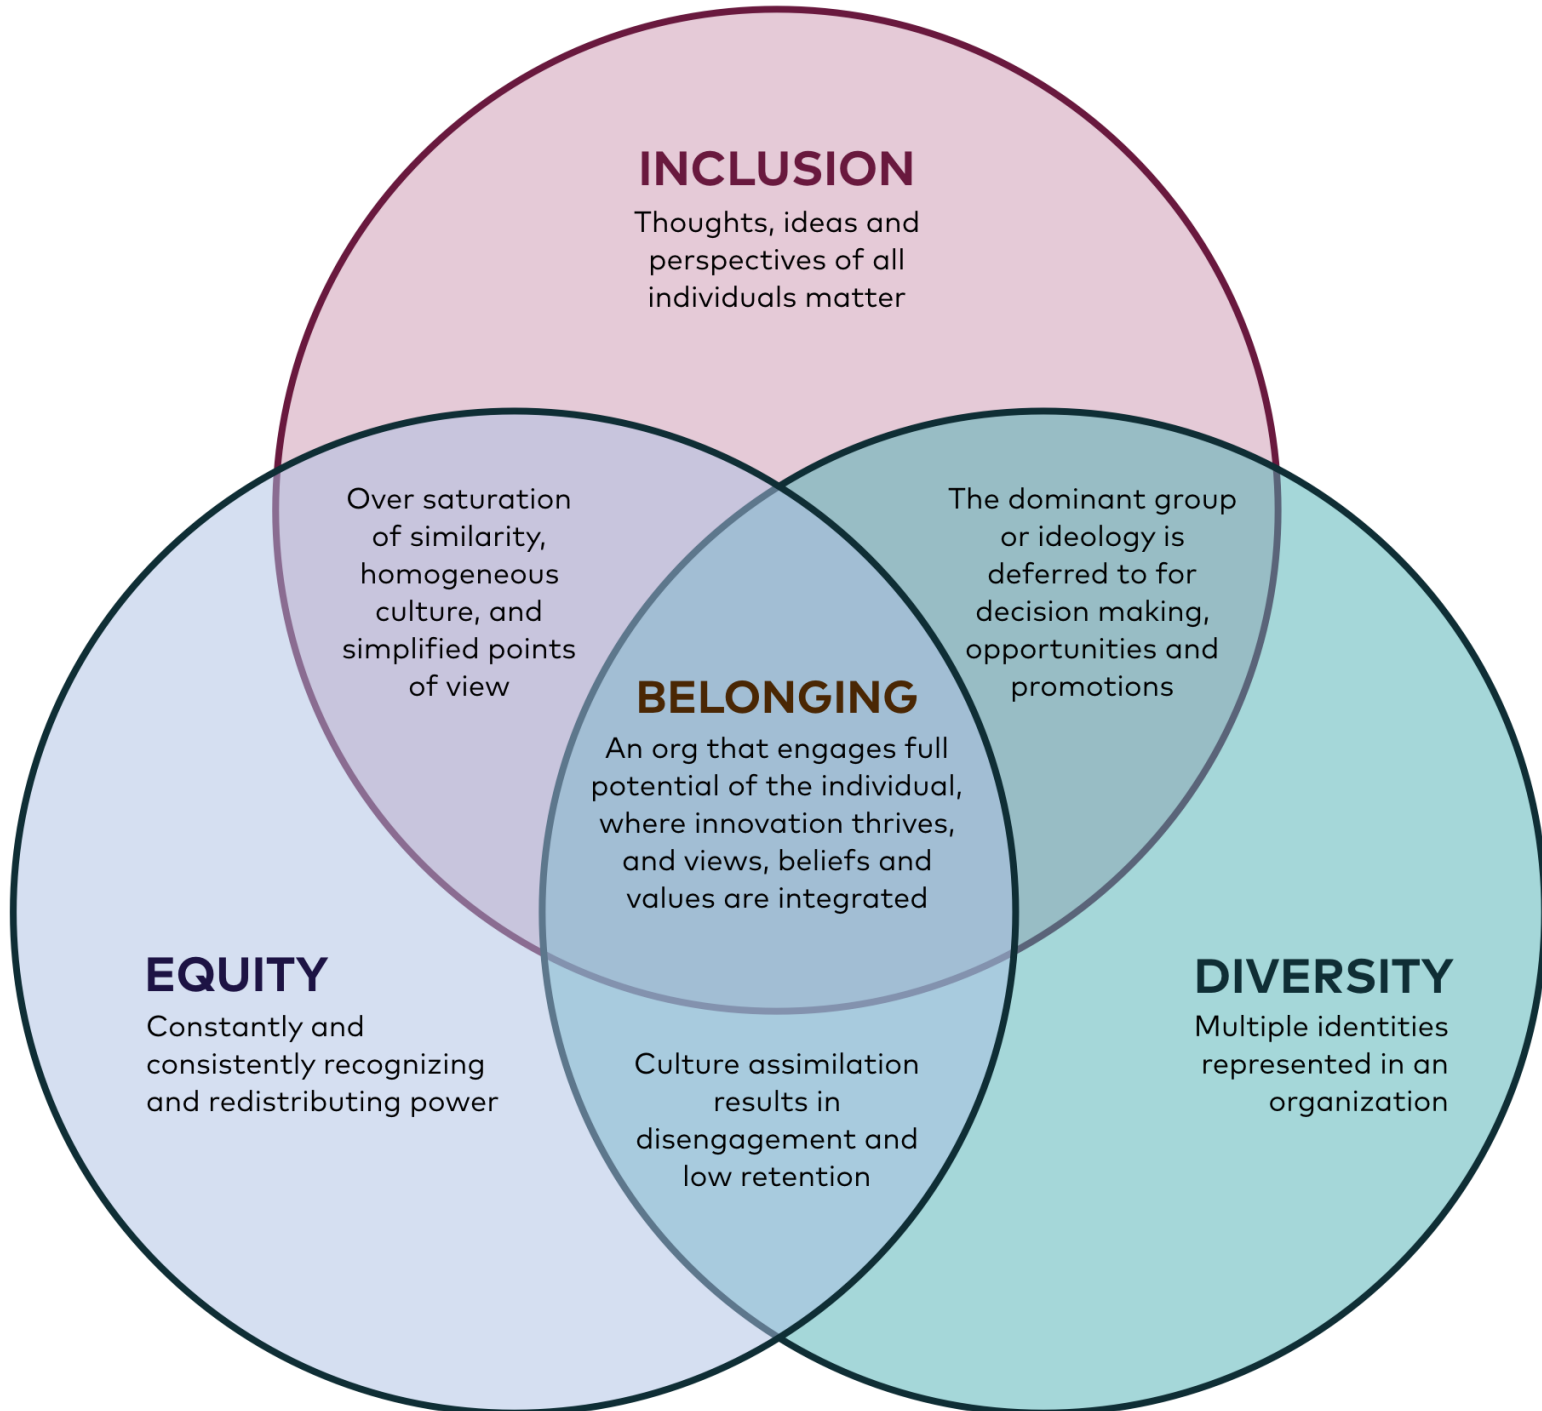 INCLUSION
Thoughts, ideas and
perspectives of all
individuals matter
Over saturation
of similarity,
homogeneous
culture, and
simplified points
of view
The dominant group
or ideology is
deferred to for
decision making,
opportunities and
promotions
BELONGING
An org that engages full
potential of the individual,
where innovation thrives,
and views, beliefs and
values are integrated
EQUITY
Constantly and
consistently recognizing
and redistributing power
DIVERSITY
Multiple identities
represented in an
organization
Culture assimilation
results in
disengagement and
low retention